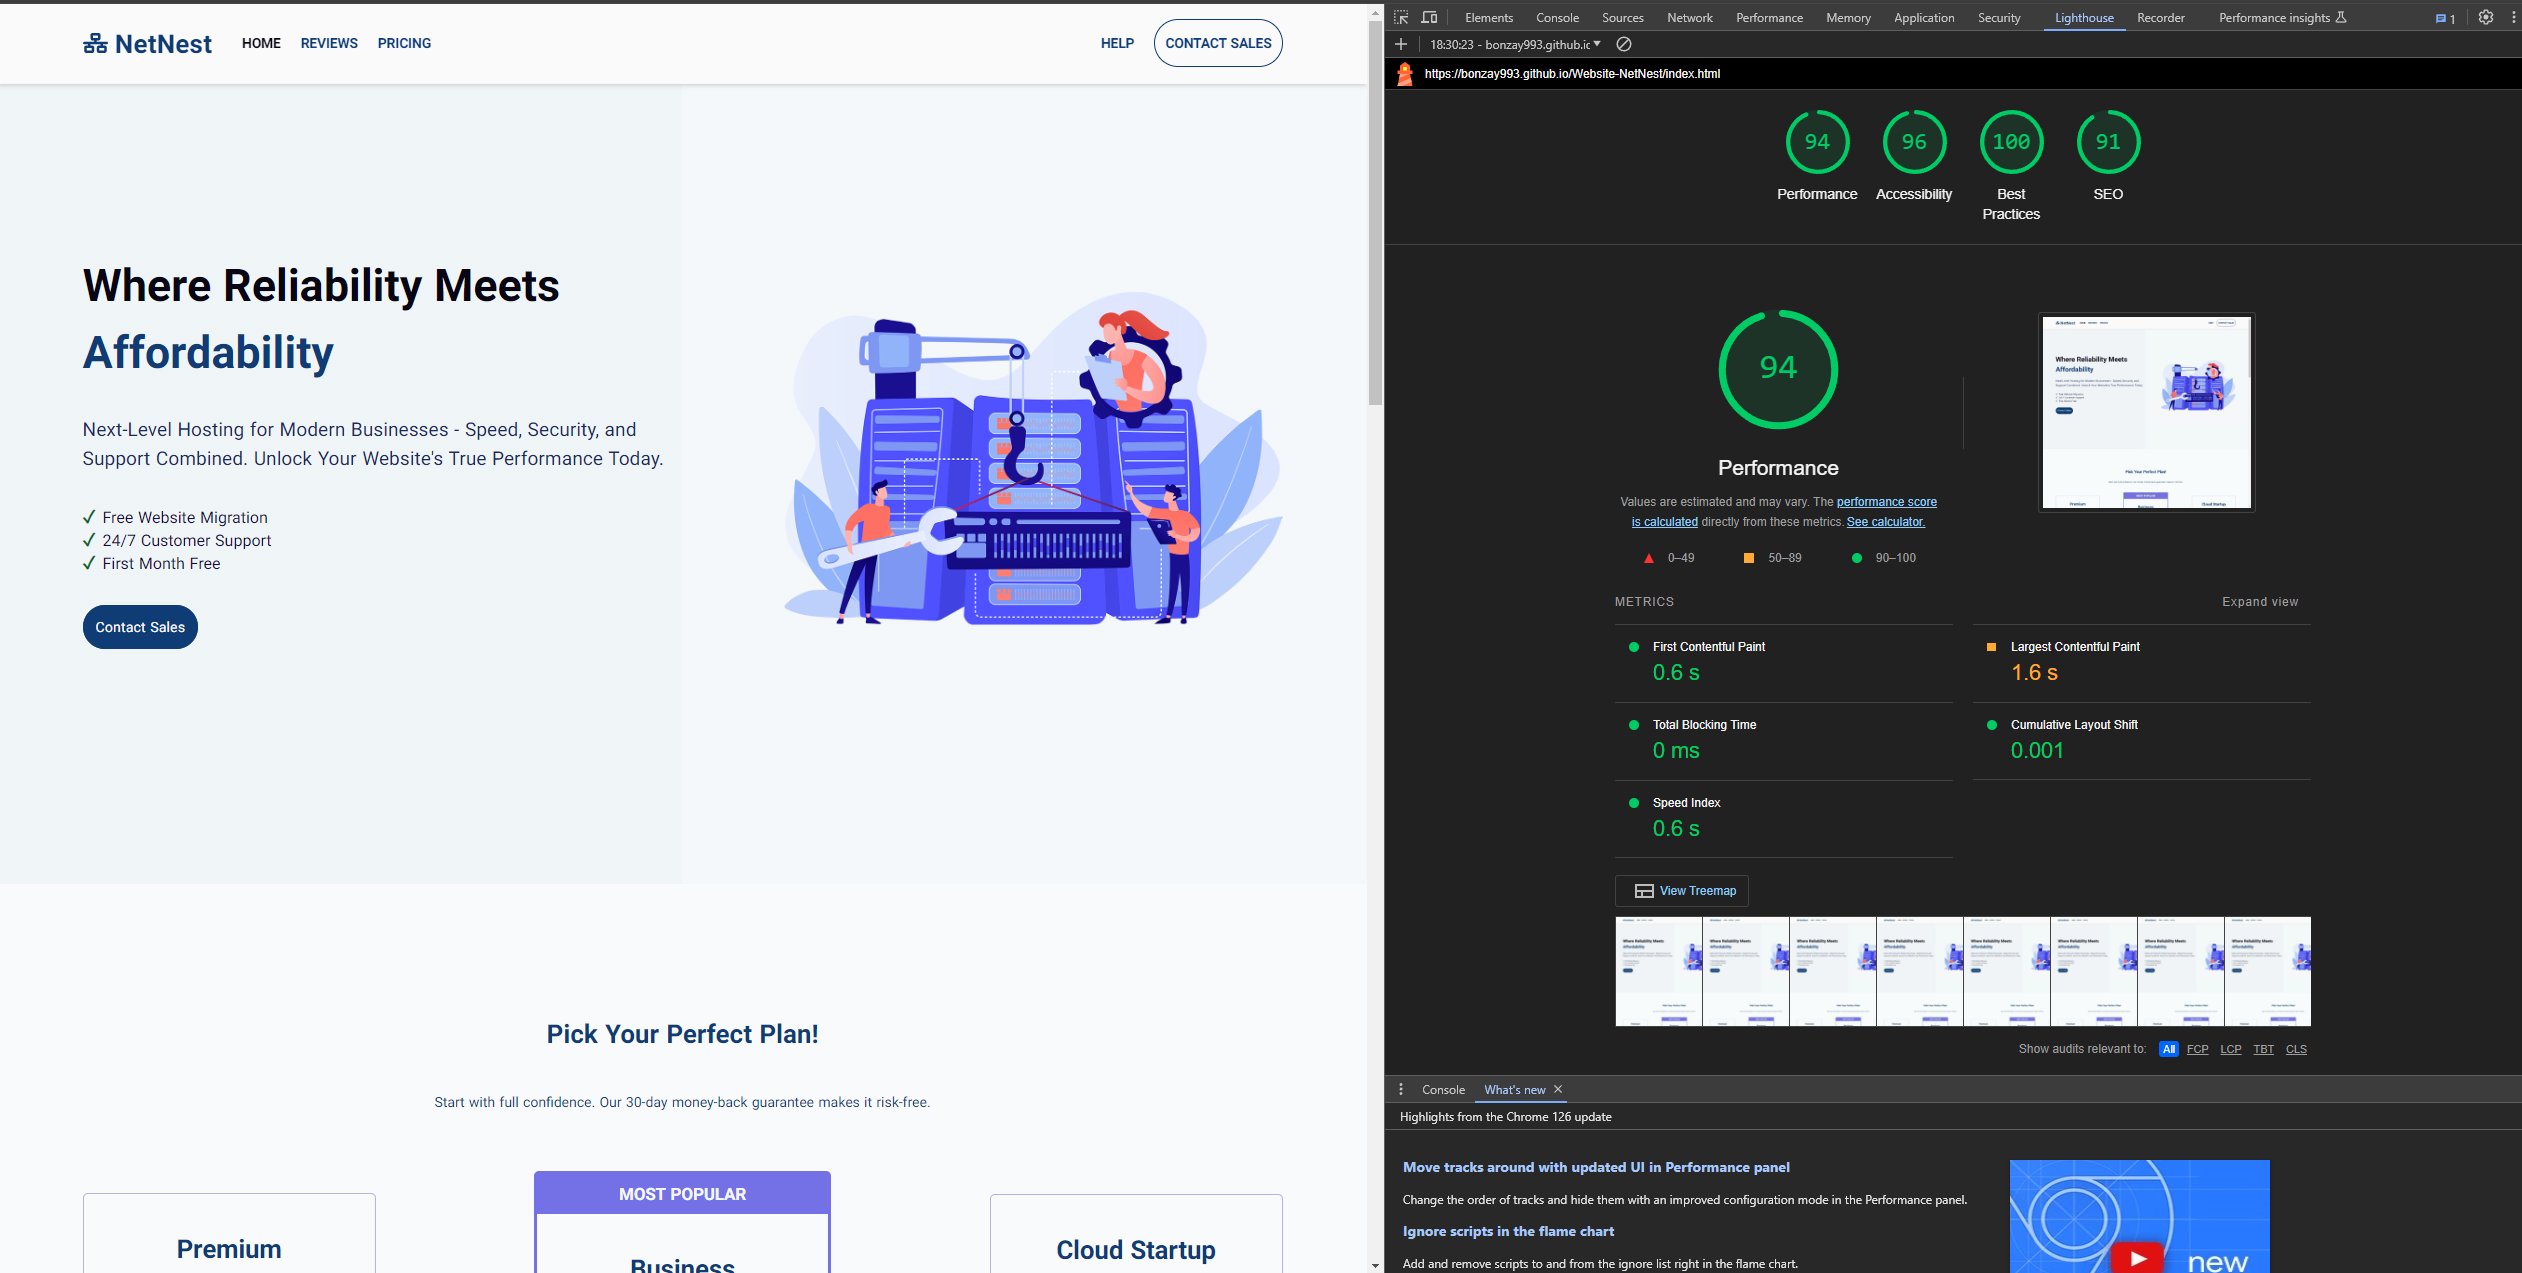 NetNest HOME REVIEWS PRICING HELP CONTACT SALES
Where Reliability Meets
Affordability
Next-Level Hosting for Modern Businesses - Speed, Security, and
Support Combined. Unlock Your Website's True Performance Today.
✓ Free Website Migration
✓ 24/7 Customer Support
✓ First Month Free
Contact Sales
Pick Your Perfect Plan!
Start with full confidence. Our 30-day money-back guarantee makes it risk-free.
MOST POPULAR
Premium
Business
Cloud Startup
Elements Console Sources Network Performance Memory Application Security Lighthouse Recorder Performance insights 1
18:30:23 - bonzay993.github.ic
https://bonzay993.github.io/Website-NetNest/index.html
94 96 100 91
Performance Accessibility Best Practices SEO
94
Performance
Values are estimated and may vary. The performance score
is calculated directly from these metrics. See calculator.
0–49 50–89 90–100
Where Reliability Meets
Affordability
Pick Your Perfect Plan!
METRICS Expand view
First Contentful Paint
0.6 s
Largest Contentful Paint
1.6 s
Total Blocking Time
0 ms
Cumulative Layout Shift
0.001
Speed Index
0.6 s
View Treemap
Show audits relevant to: All FCP LCP TBT CLS
Console What's new
Highlights from the Chrome 126 update
Move tracks around with updated UI in Performance panel
Change the order of tracks and hide them with an improved configuration mode in the Performance panel.
Ignore scripts in the flame chart
Add and remove scripts to and from the ignore list right in the flame chart.
new